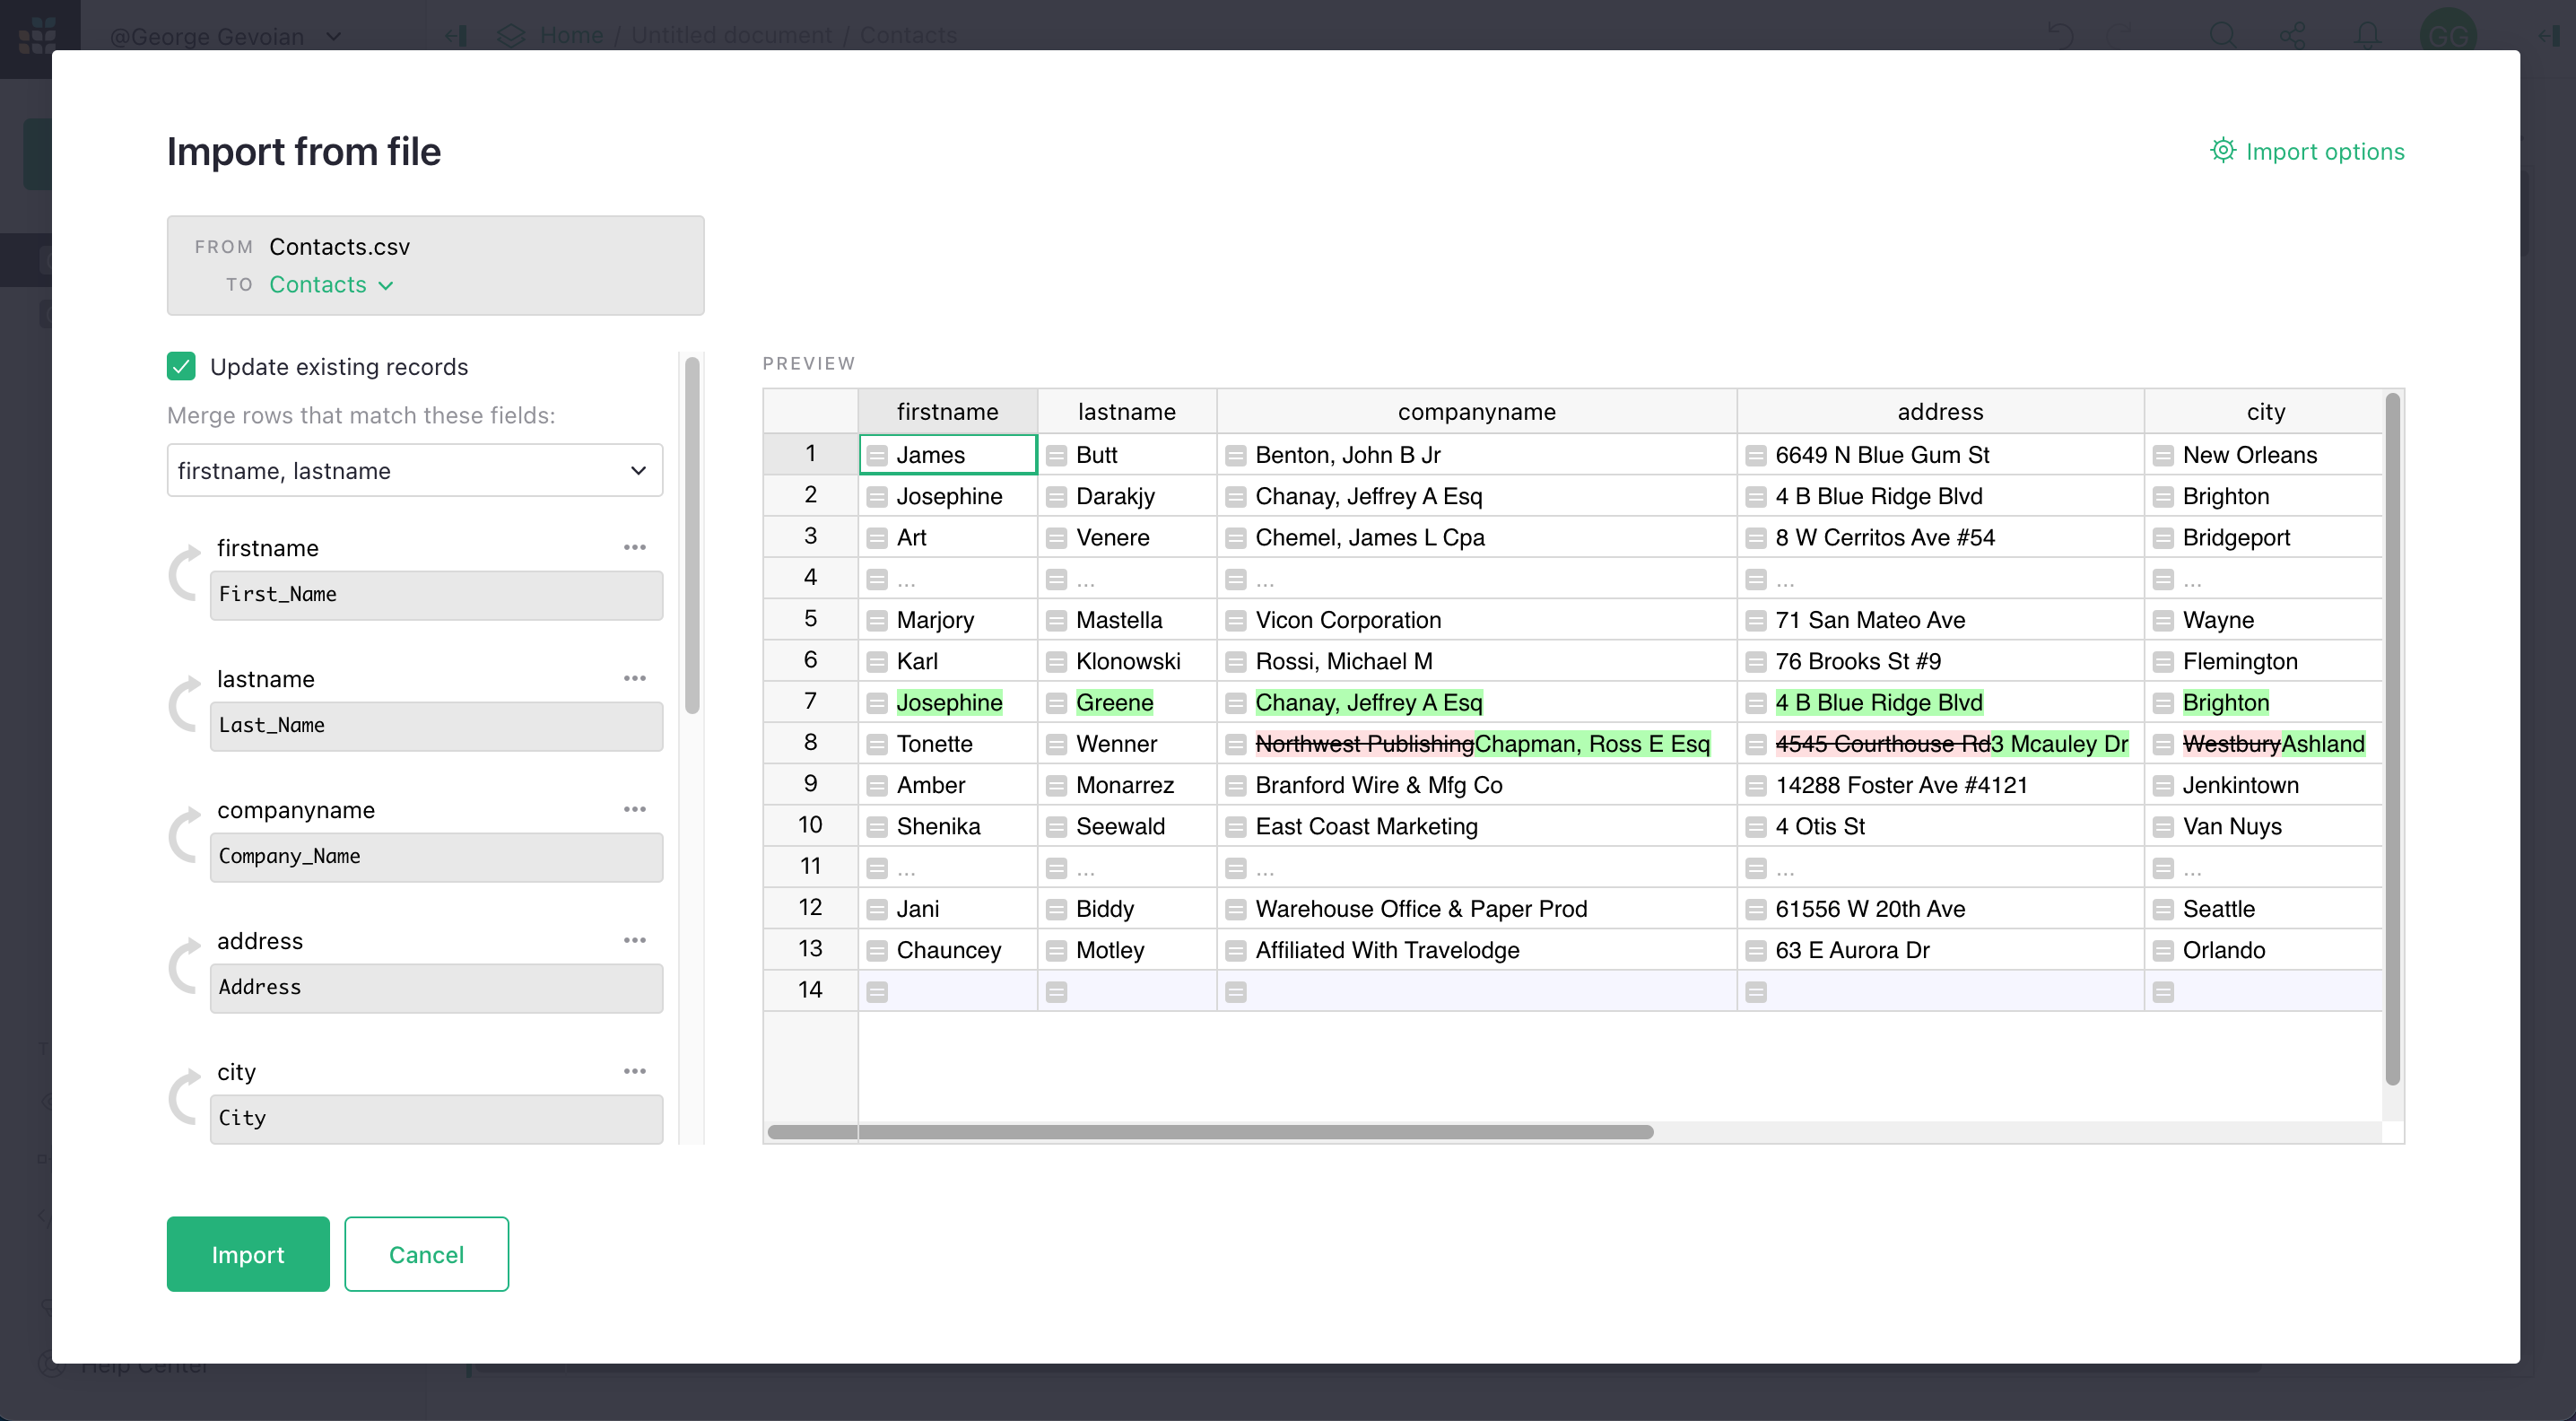 @George Gevoian
Home / Untitled document / Contacts
GG
Import from file
Import options
FROM Contacts.csv
TO Contacts
Update existing records
Merge rows that match these fields:
firstname, lastname
firstname
First_Name
lastname
Last_Name
companyname
Company_Name
address
Address
city
City
PREVIEW
firstname lastname companyname address city
1 James Butt Benton, John B Jr 6649 N Blue Gum St New Orleans
2 Josephine Darakjy Chanay, Jeffrey A Esq 4 B Blue Ridge Blvd Brighton
3 Art Venere Chemel, James L Cpa 8 W Cerritos Ave #54 Bridgeport
4 ... ... ... ... ...
5 Marjory Mastella Vicon Corporation 71 San Mateo Ave Wayne
6 Karl Klonowski Rossi, Michael M 76 Brooks St #9 Flemington
7 Josephine Greene Chanay, Jeffrey A Esq 4 B Blue Ridge Blvd Brighton
8 Tonette Wenner Northwest PublishingChapman, Ross E Esq 4545 Courthouse Rd3 Mcauley Dr WestburyAshland
9 Amber Monarrez Branford Wire & Mfg Co 14288 Foster Ave #4121 Jenkintown
10 Shenika Seewald East Coast Marketing 4 Otis St Van Nuys
11 ... ... ... ... ...
12 Jani Biddy Warehouse Office & Paper Prod 61556 W 20th Ave Seattle
13 Chauncey Motley Affiliated With Travelodge 63 E Aurora Dr Orlando
14
Import
Cancel
Help Center